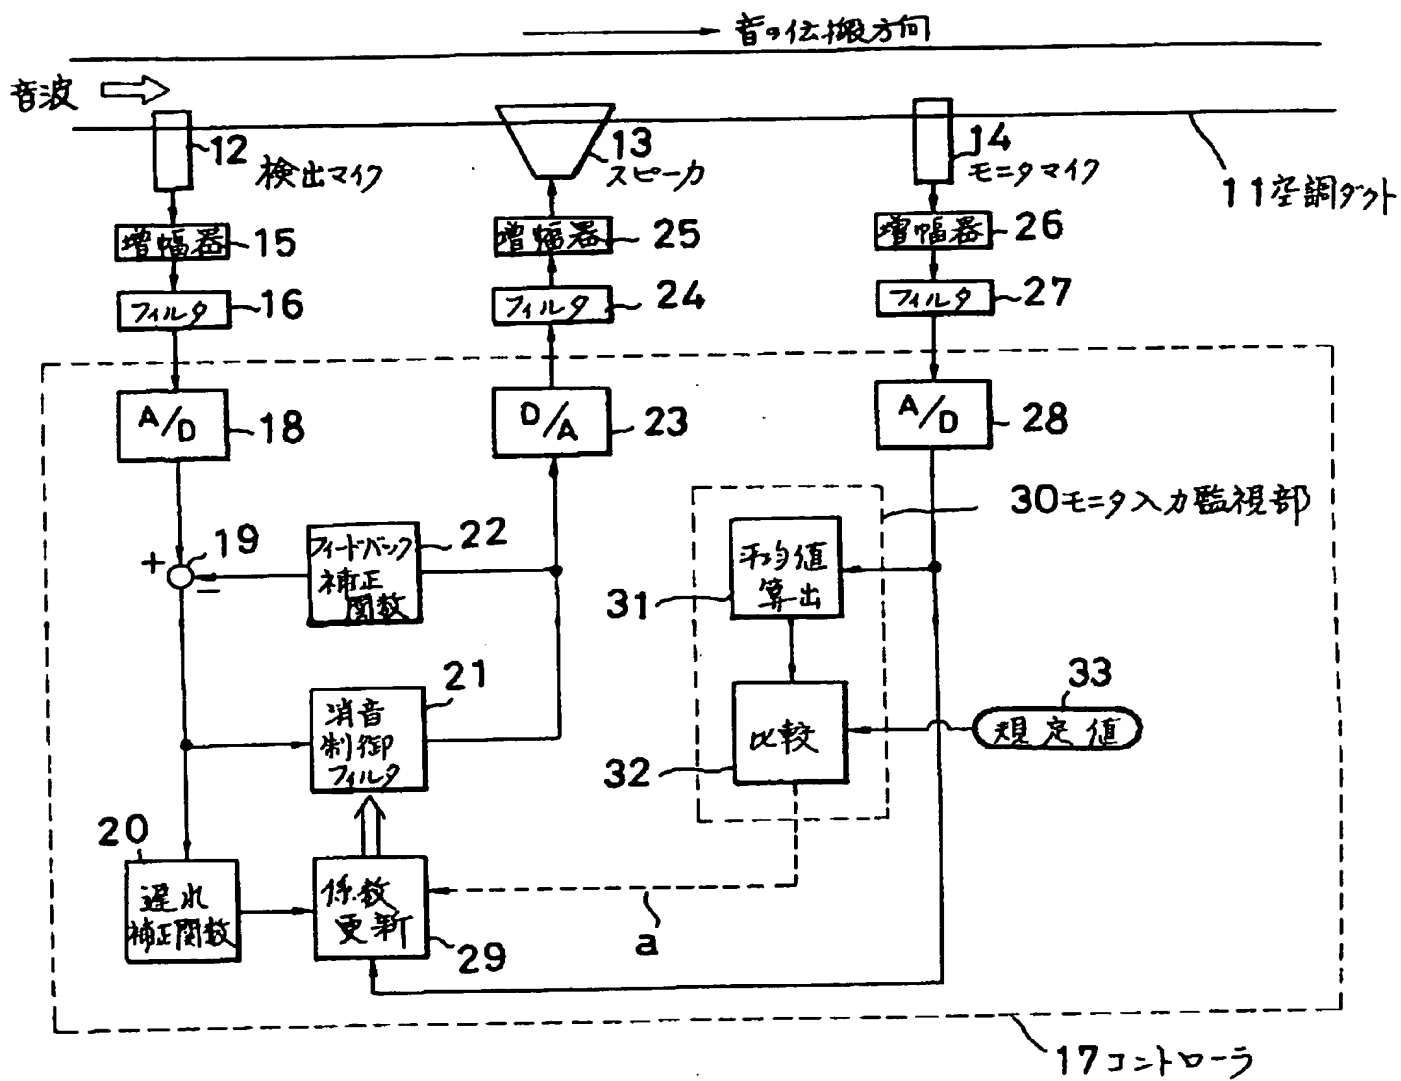 音の伝搬方向
音波
12
検出マイク
13
スピーカ
14
モニタマイク
11空調ダクト
増幅器 15
増幅器 25
増幅器 26
フィルタ 16
フィルタ 24
フィルタ 27
A/D 18
D/A 23
A/D 28
30モニタ入力監視部
+ 19
−
フィードバック
補正
関数
22
平均値
算出
31
33
規定値
21
消音
制御
フィルタ
比較
32
20
遅れ
補正関数
係数
更新
29
a
17コントローラ